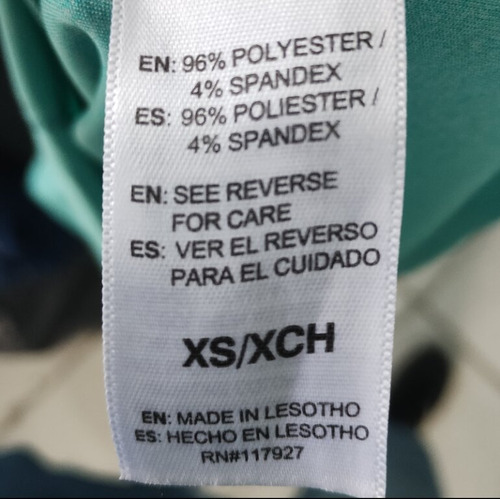 EN: 96% POLYESTER /
4% SPANDEX
ES: 96% POLIESTER /
4% SPANDEX
EN: SEE REVERSE
FOR CARE
ES: VER EL REVERSO
PARA EL CUIDADO
XS/XCH
EN: MADE IN LESOTHO
ES: HECHO EN LESOTHO
RN#117927